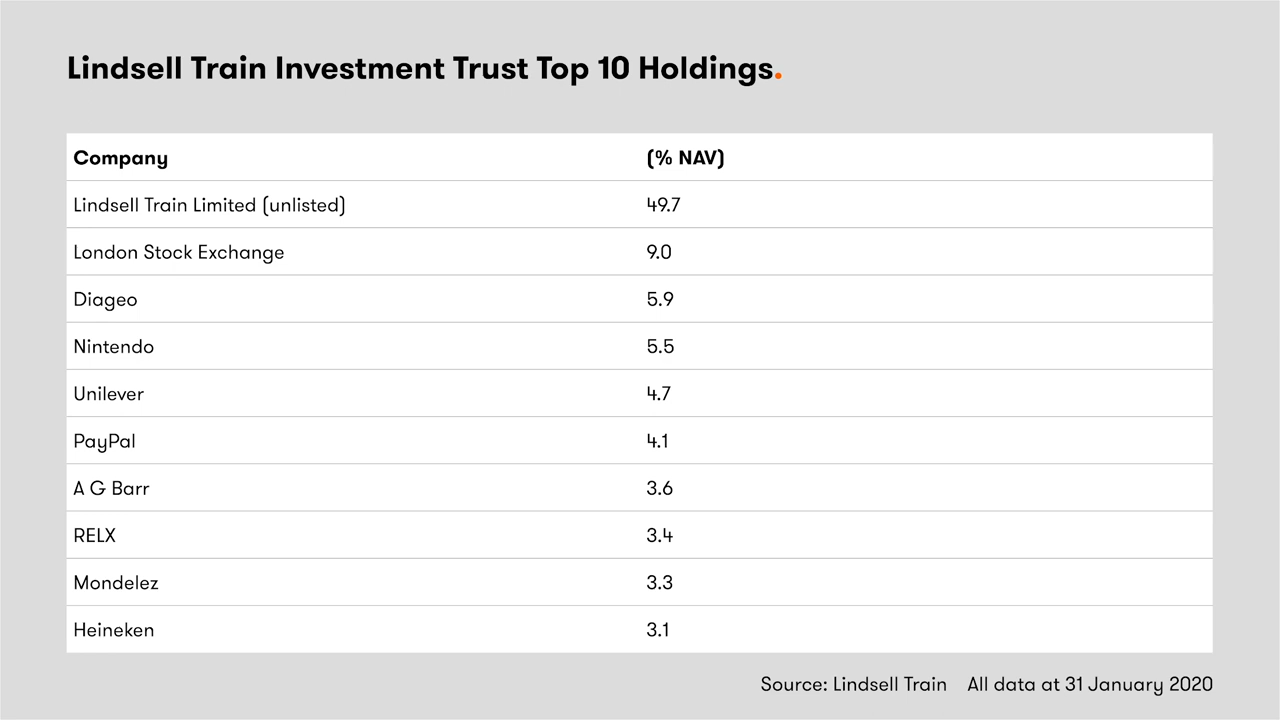 Lindsell Train Investment Trust Top 10 Holdings.
Company (% NAV)
Lindsell Train Limited (unlisted) 49.7
London Stock Exchange 9.0
Diageo 5.9
Nintendo 5.5
Unilever 4.7
PayPal 4.1
A G Barr 3.6
RELX 3.4
Mondelez 3.3
Heineken 3.1
Source: Lindsell Train All data at 31 January 2020